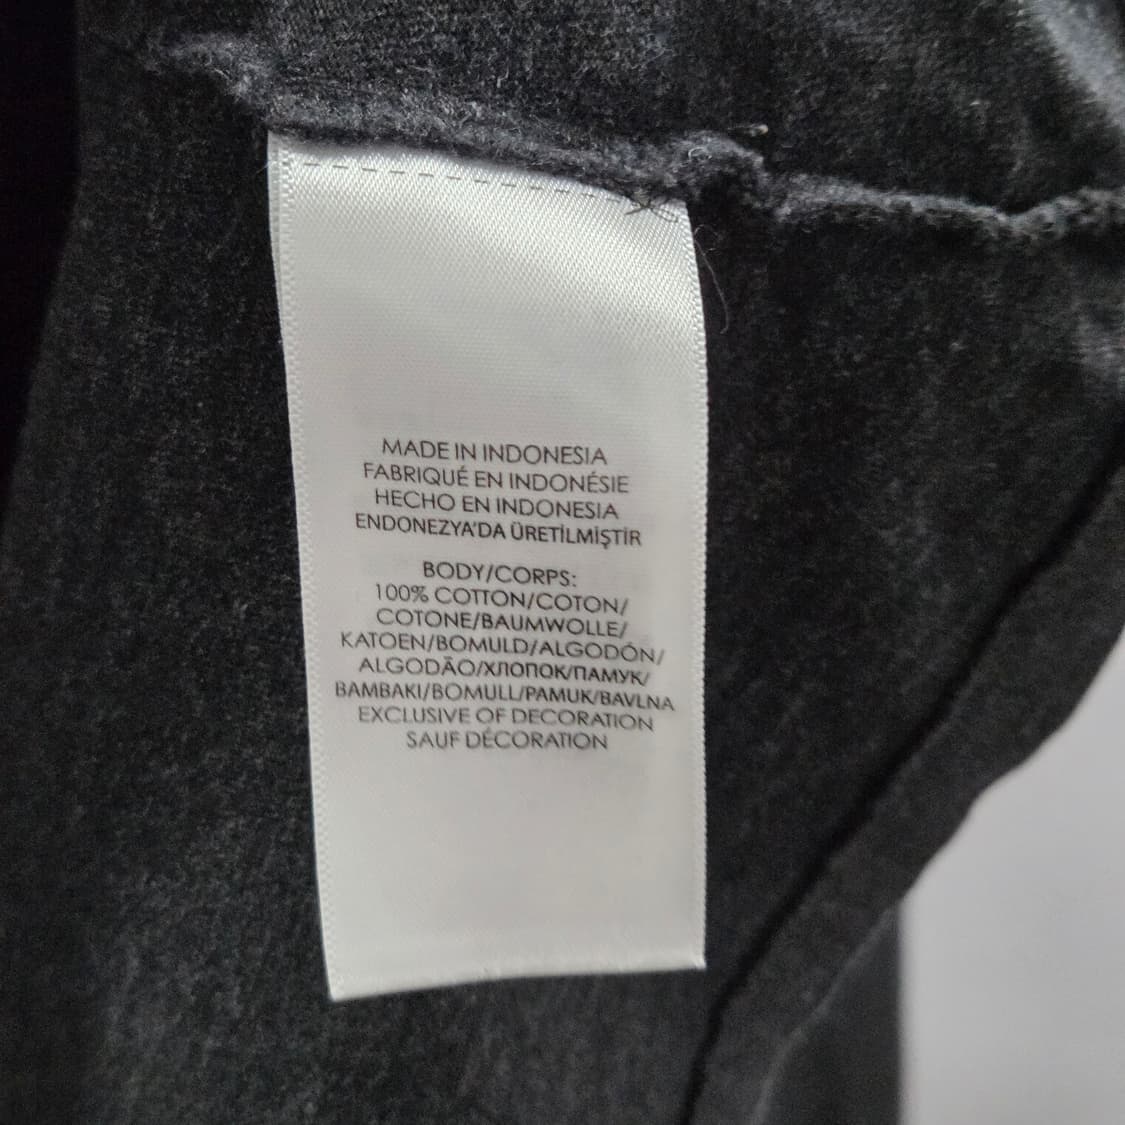 MADE IN INDONESIA
FABRIQUÉ EN INDONÉSIE
HECHO EN INDONESIA
ENDONEZYA'DA ÜRETİLMİŞTİR
BODY/CORPS:
100% COTTON/COTON/
COTONE/BAUMWOLLE/
KATOEN/BOMULD/ALGODÓN/
ALGODÃO/ХЛОПОК/ПАМУК/
BAMBAKI/BOMULL/PAMUK/BAVLNA
EXCLUSIVE OF DECORATION
SAUF DÉCORATION